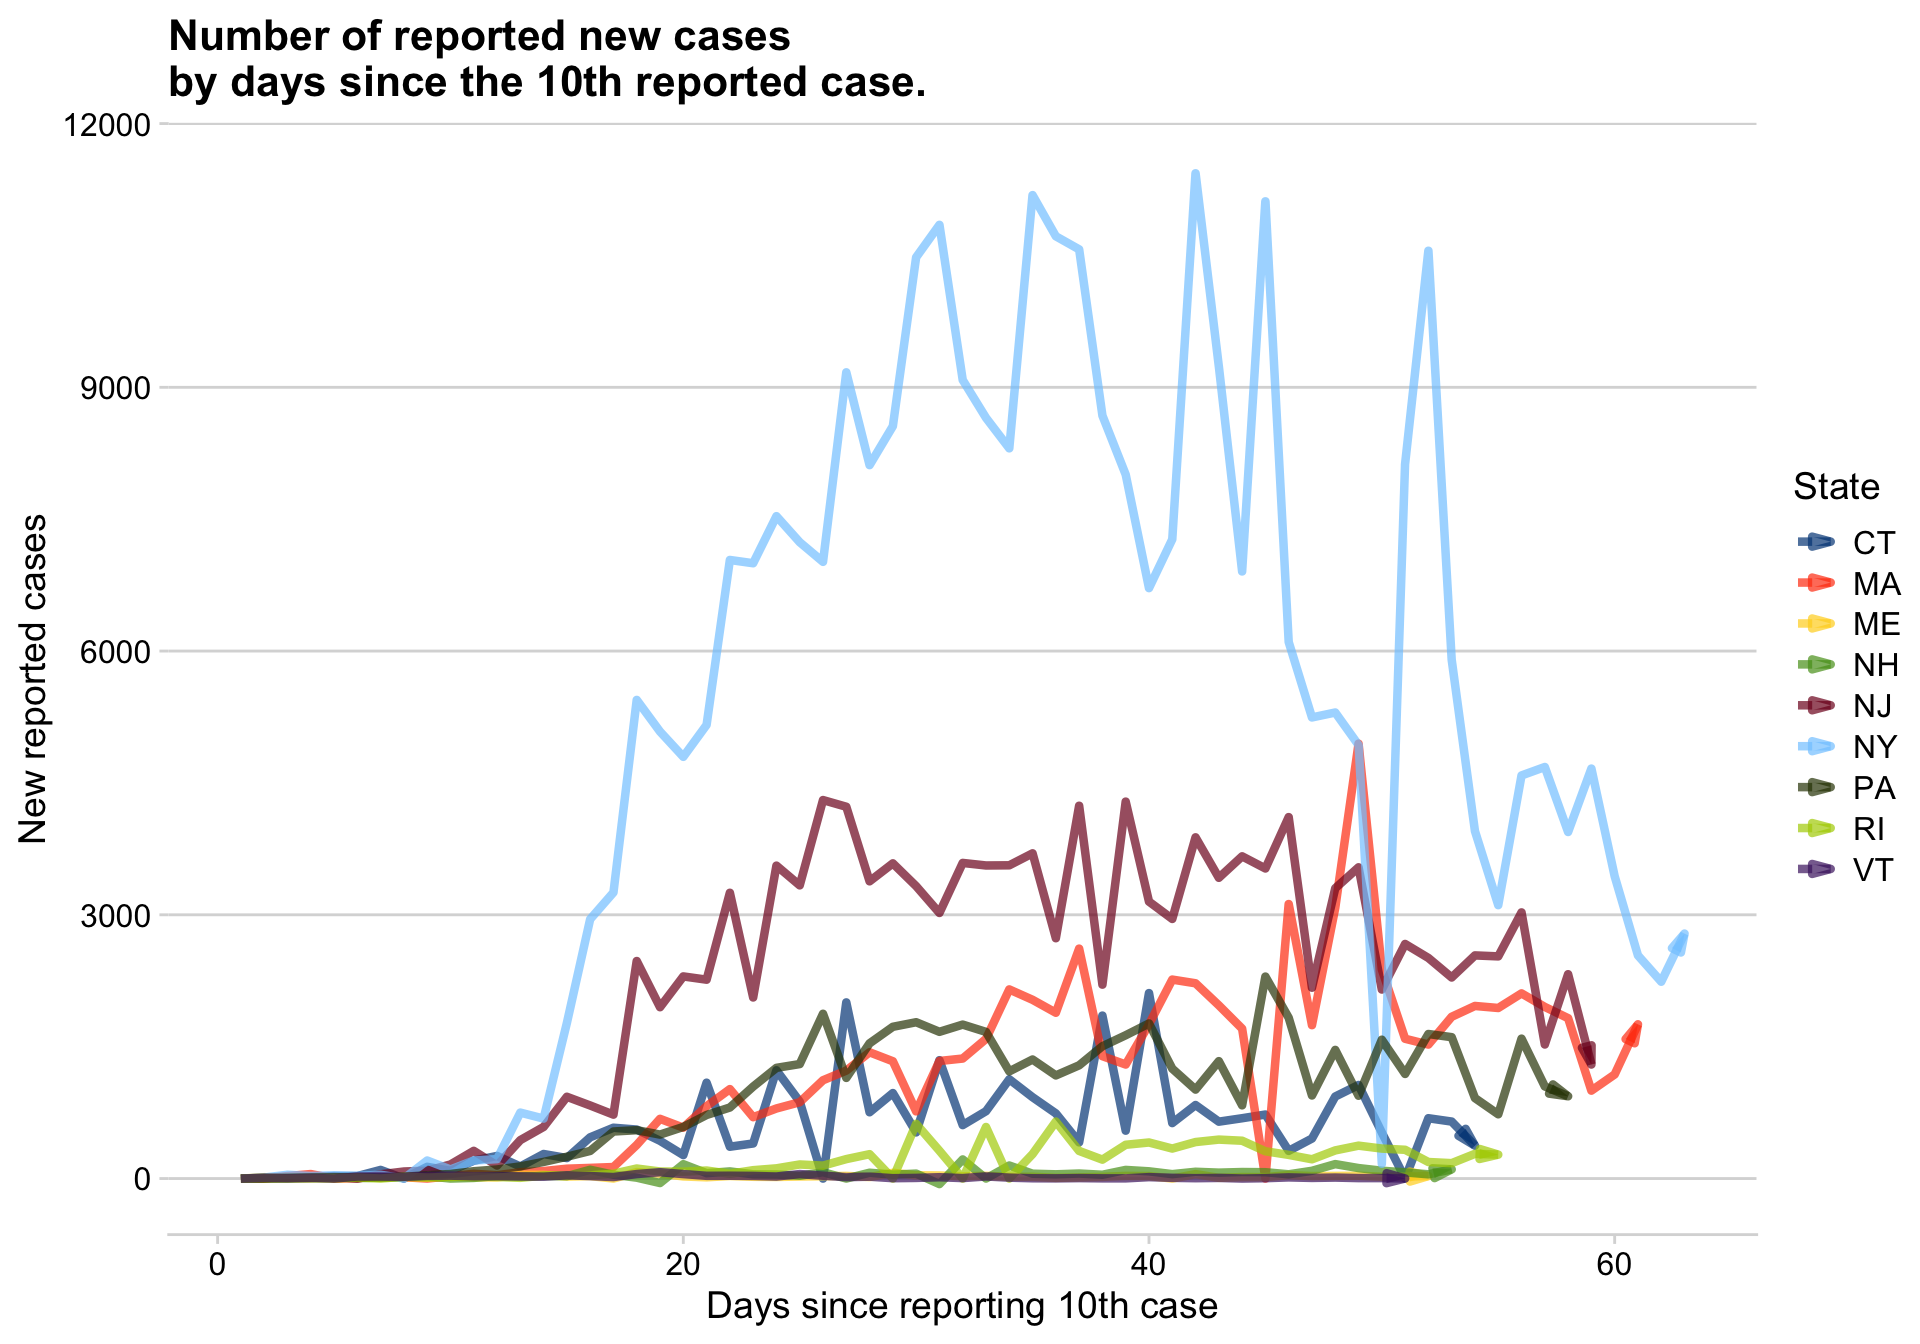 Number of reported new cases
by days since the 10th reported case.
12000
9000
6000
3000
0
New reported cases
0 20 40 60
Days since reporting 10th case
State
CT
MA
ME
NH
NJ
NY
PA
RI
VT